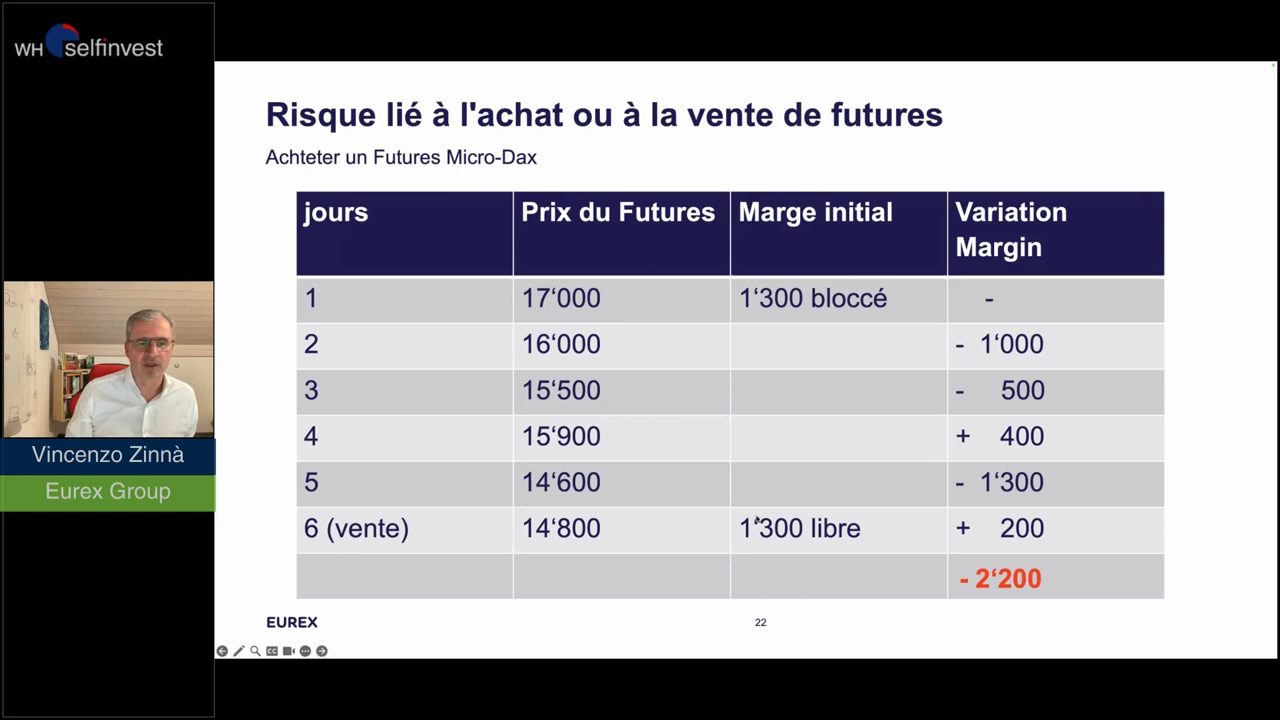 WH selfinvest
Risque lié à l'achat ou à la vente de futures
Achteter un Futures Micro-Dax
jours Prix du Futures Marge initial Variation Margin
1 17‘000 1‘300 bloccé -
2 16‘000 - 1‘000
3 15‘500 - 500
4 15‘900 + 400
5 14‘600 - 1‘300
6 (vente) 14‘800 1‘300 libre + 200
- 2‘200
Vincenzo Zinnà
Eurex Group
EUREX
22
CC